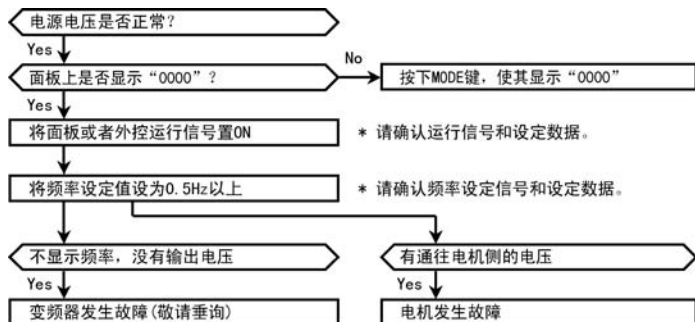 电源电压是否正常?
Yes
面板上是否显示“0000”?
No
按下MODE键, 使其显示“0000”
Yes
将面板或者外控运行信号置ON
* 请确认运行信号和设定数据。
将频率设定值设为0.5Hz以上
* 请确认频率设定信号和设定数据。
不显示频率, 没有输出电压
有通往电机侧的电压
Yes
Yes
变频器发生故障(敬请垂询)
电机发生故障